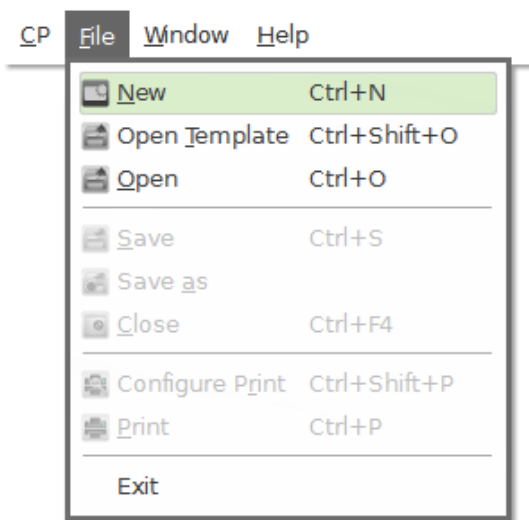 CP File Window Help
New Ctrl+N
Open Template Ctrl+Shift+O
Open Ctrl+O
Save Ctrl+S
Save as
Close Ctrl+F4
Configure Print Ctrl+Shift+P
Print Ctrl+P
Exit